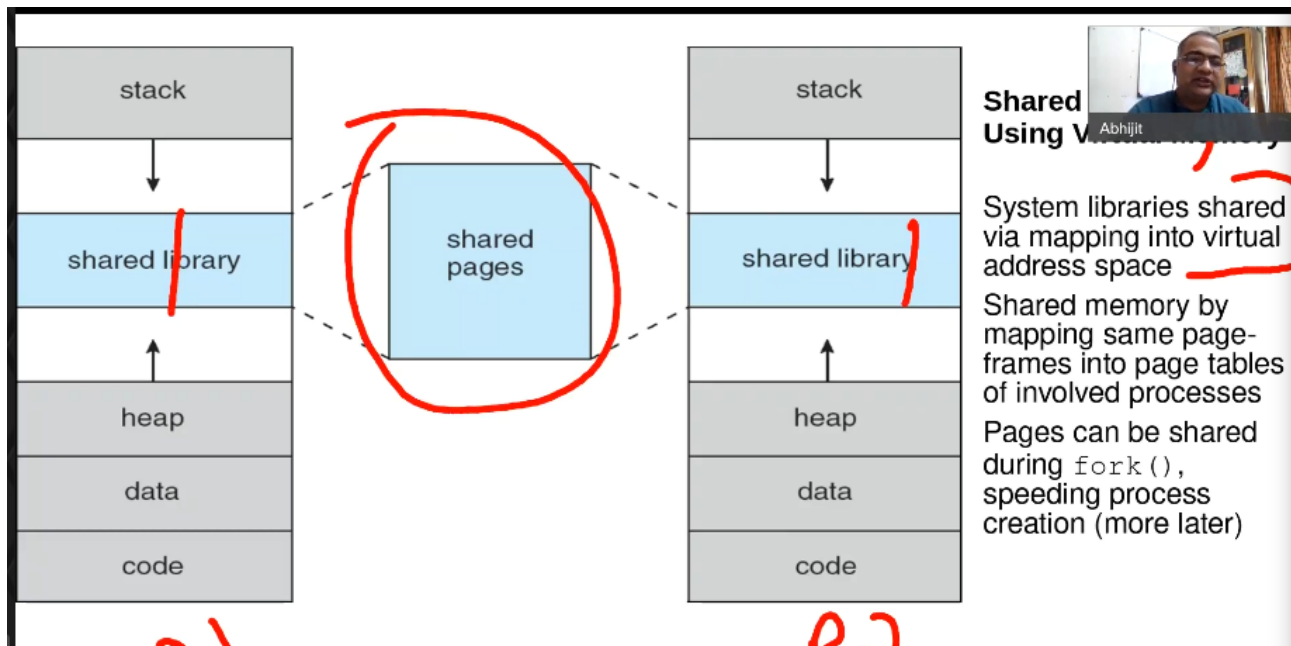 stack
shared library
heap
data
code
shared
pages
stack
shared library
heap
data
code
Shared
Using
Abhijit
System libraries shared
via mapping into virtual
address space
Shared memory by
mapping same page-
frames into page tables
of involved processes
Pages can be shared
during fork(),
speeding process
creation (more later)